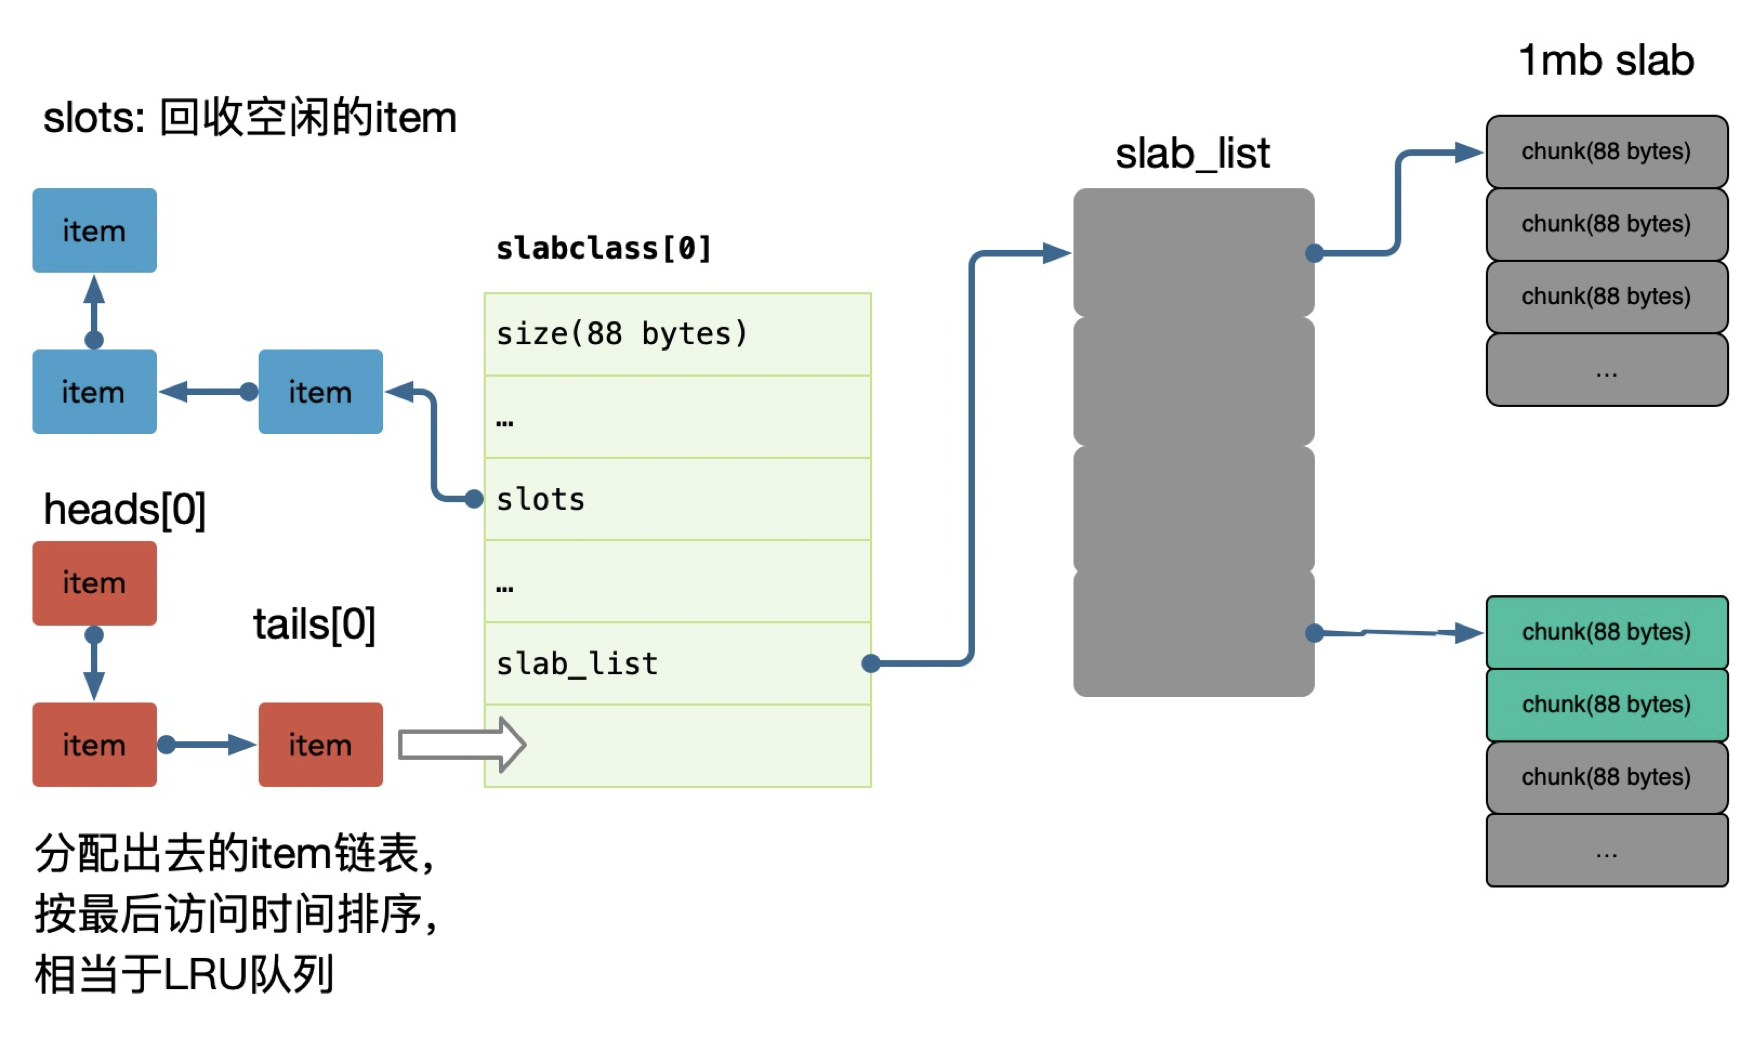 slots: 回收空闲的item
item
item
item
heads[0]
item
tails[0]
item
item
分配出去的item链表,
按最后访问时间排序,
相当于LRU队列
slabclass[0]
size(88 bytes)
…
slots
…
slab_list
slab_list
1mb slab
chunk(88 bytes)
chunk(88 bytes)
chunk(88 bytes)
...
chunk(88 bytes)
chunk(88 bytes)
chunk(88 bytes)
...